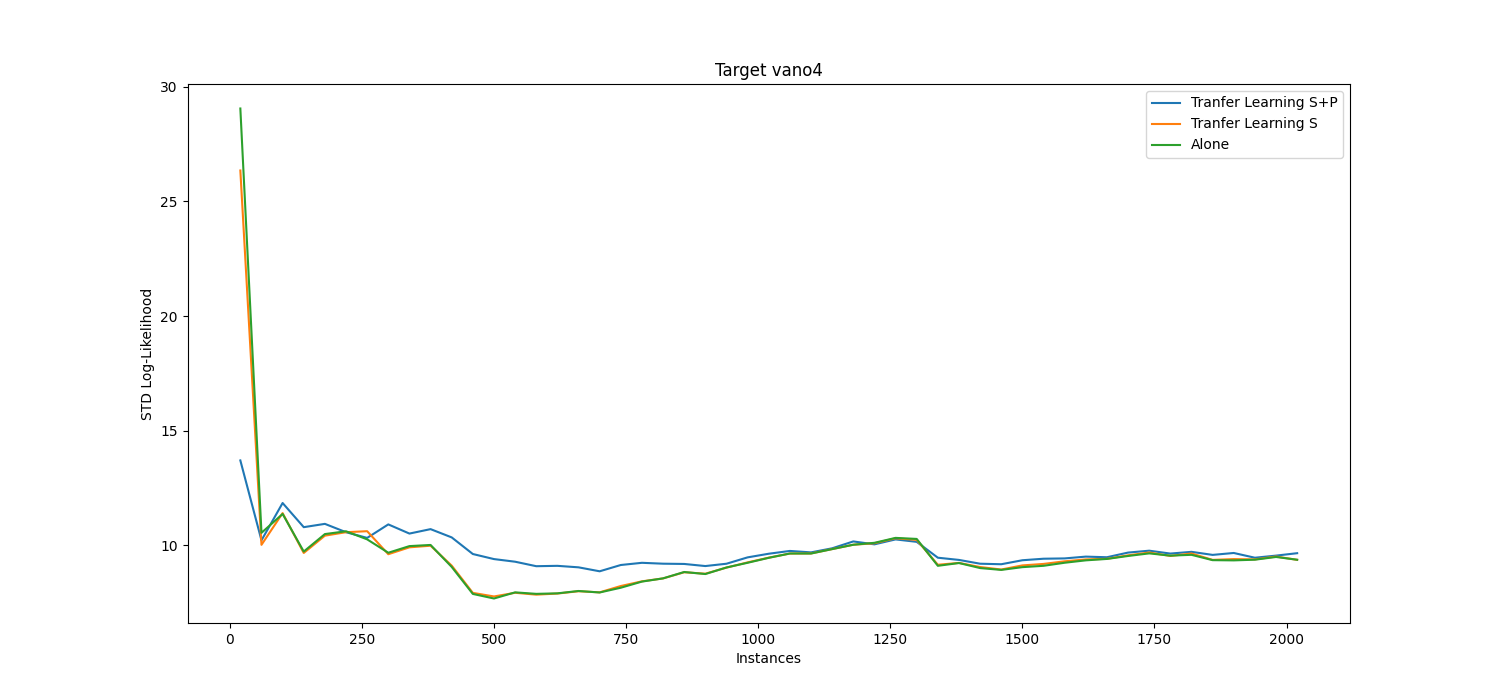 Target vano4
30
25
20
15
10
STD Log-Likelihood
Tranfer Learning S+P
Tranfer Learning S
Alone
0 250 500 750 1000 1250 1500 1750 2000
Instances